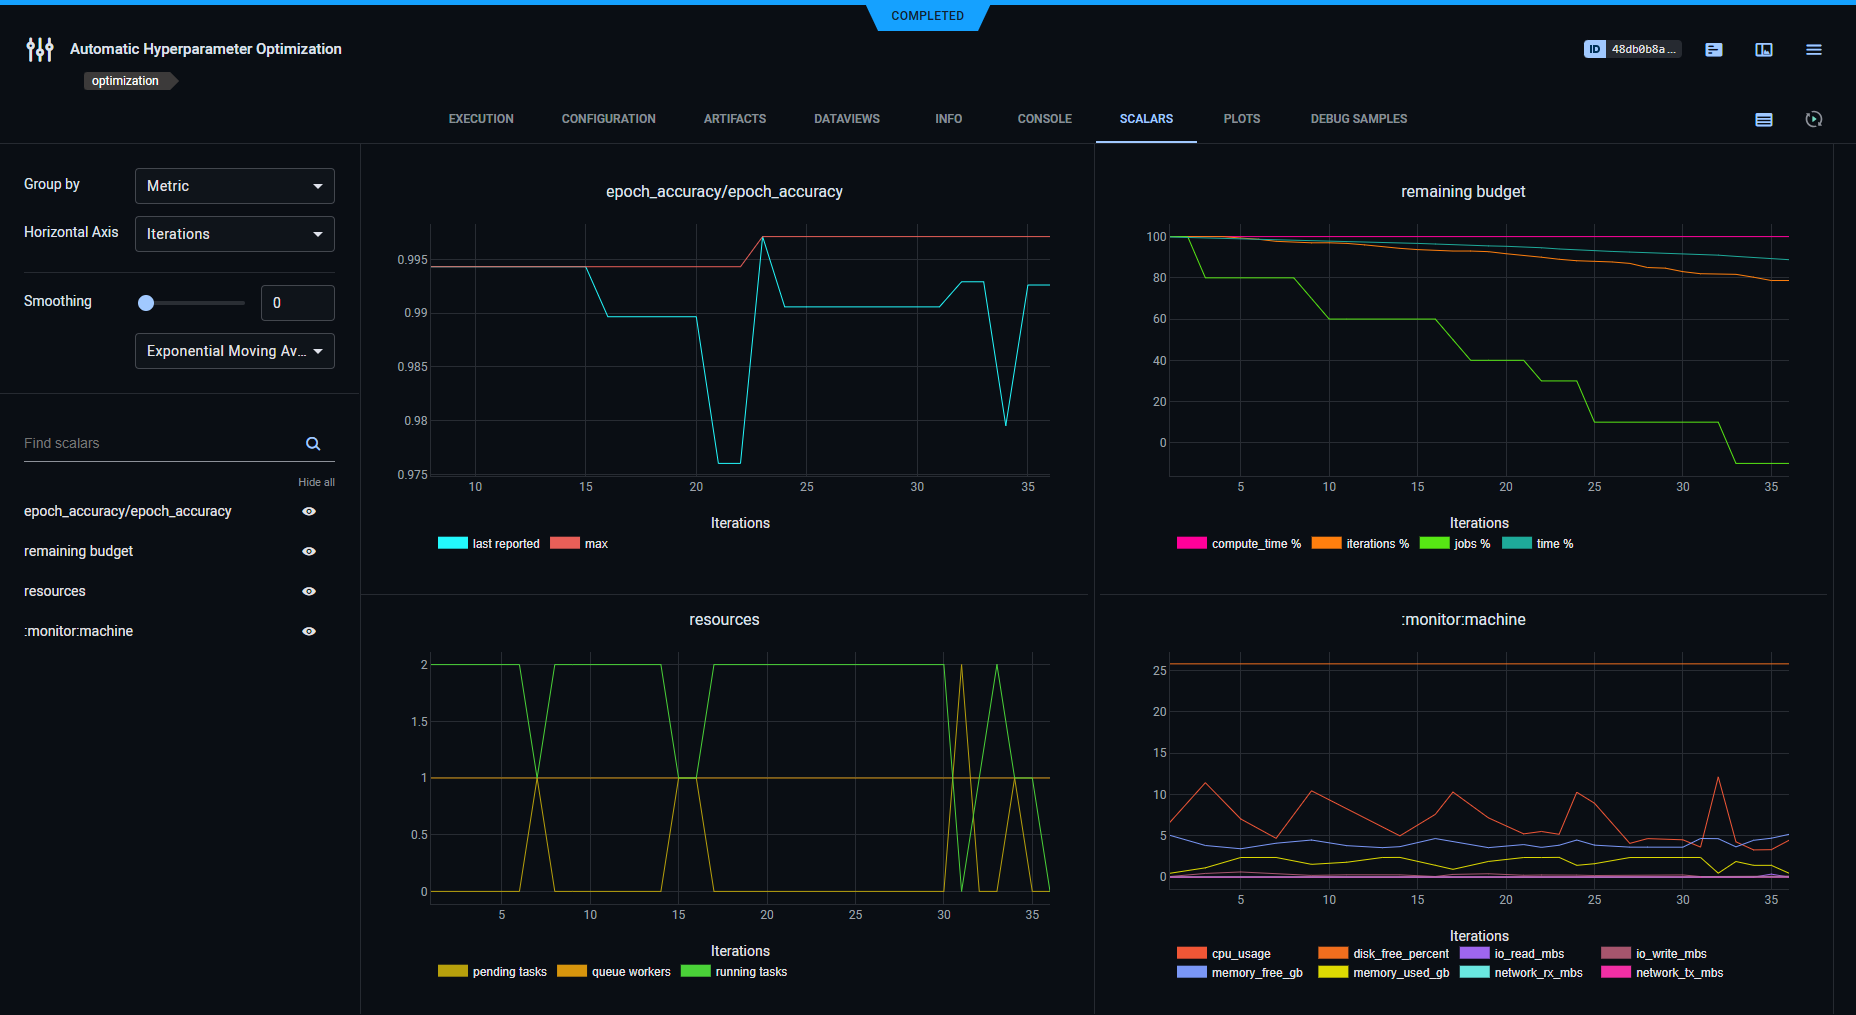 COMPLETED
Automatic Hyperparameter Optimization
ID 48db0b8a ...
optimization
EXECUTION CONFIGURATION ARTIFACTS DATAVIEWS INFO CONSOLE SCALARS PLOTS DEBUG SAMPLES
Group by
Metric
Horizontal Axis
Iterations
Smoothing
0
Exponential Moving Av...
Find scalars
Hide all
epoch_accuracy/epoch_accuracy
remaining budget
resources
:monitor:machine
epoch_accuracy/epoch_accuracy
0.995
0.99
0.985
0.98
0.975
10 15 20 25 30 35
Iterations
last reported max
remaining budget
100
80
60
40
20
0
5 10 15 20 25 30 35
Iterations
compute_time % iterations % jobs % time %
resources
2
1.5
1
0.5
0
5 10 15 20 25 30 35
Iterations
pending tasks queue workers running tasks
:monitor:machine
25
20
15
10
5
0
5 10 15 20 25 30 35
Iterations
cpu_usage disk_free_percent io_read_mbs io_write_mbs
memory_free_gb memory_used_gb network_rx_mbs network_tx_mbs